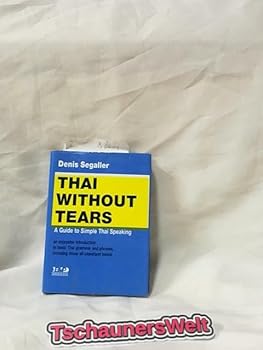 Denis Segaller
THAI
WITHOUT
TEARS
A Guide to Simple Thai Speaking
an enjoyable introduction
to basic Thai grammar and phrases,
including those all-important tones!
TschaunersWelt